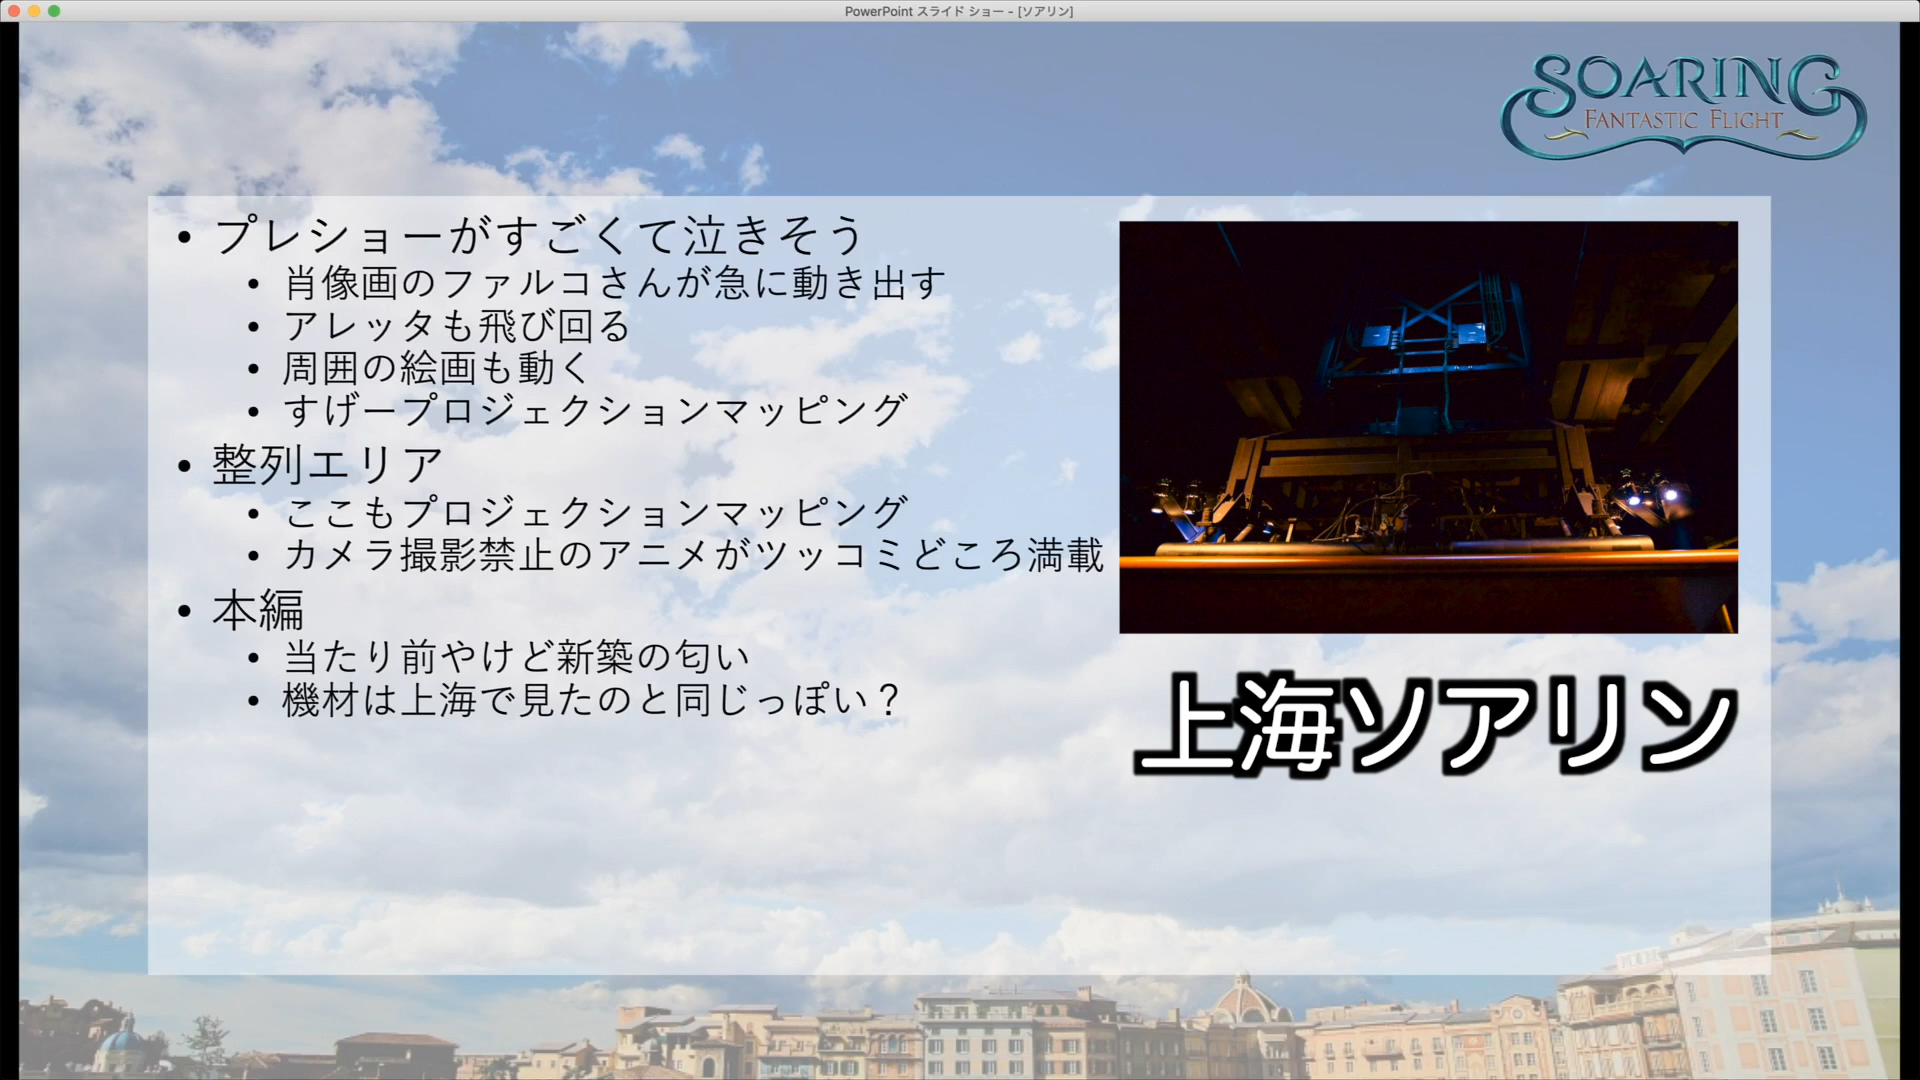 PowerPoint スライド ショー - [ソアリン]
SOARING
FANTASTIC FLIGHT
• プレショーがすごくて泣きそう
• 肖像画のファルコさんが急に動き出す
• アレッタも飛び回る
• 周囲の絵画も動く
• すげープロジェクションマッピング
• 整列エリア
• ここもプロジェクションマッピング
• カメラ撮影禁止のアニメがツッコミどころ満載
• 本編
• 当たり前やけど新築の匂い
• 機材は上海で見たのと同じっぽい？
上海ソアリン